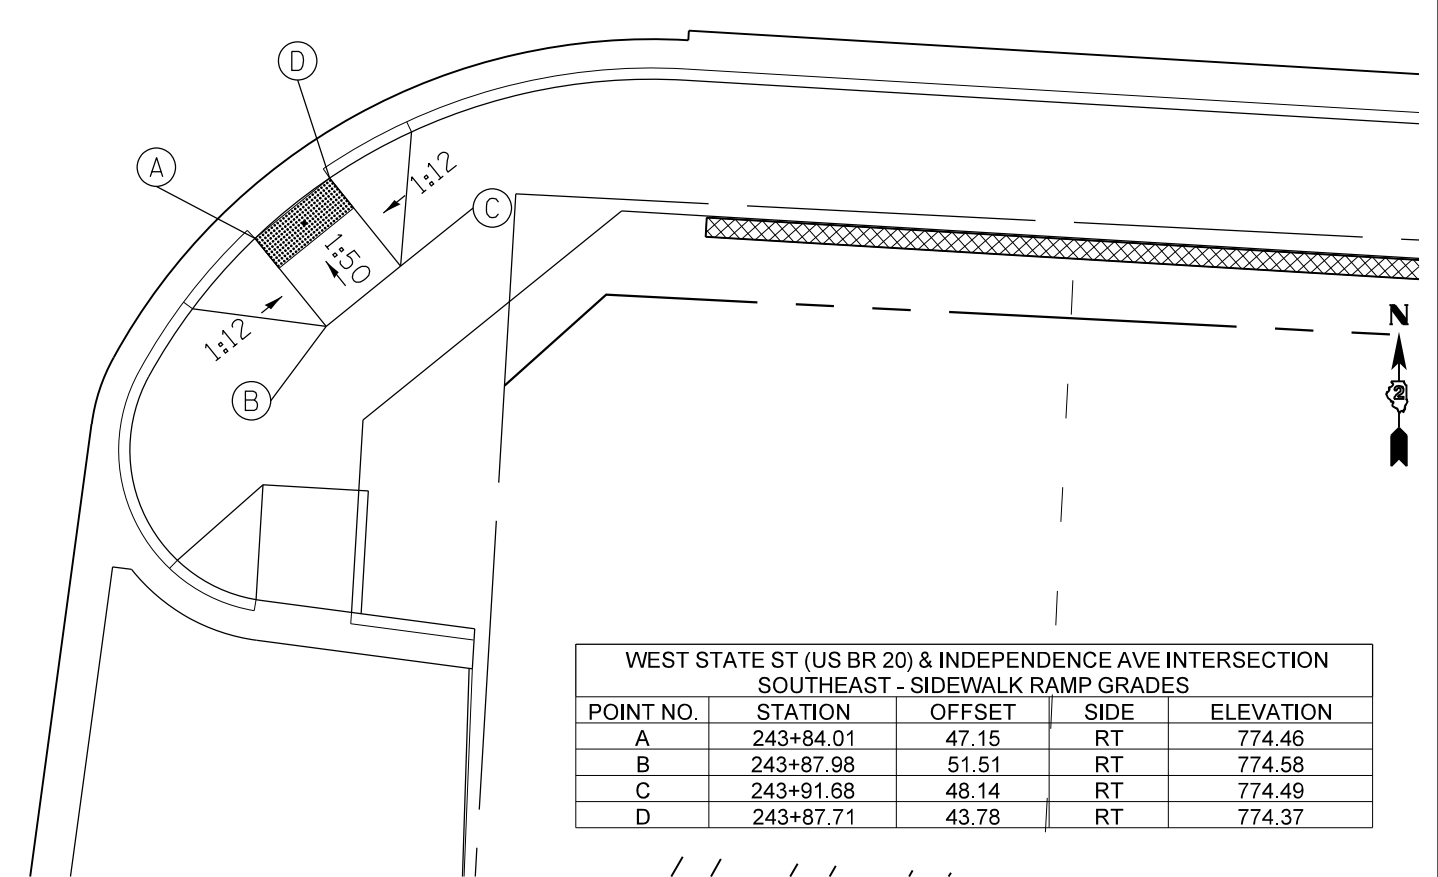 D
A
1:12
C
1:50
1:12
B
N
2
WEST STATE ST (US BR 20) & INDEPENDENCE AVE INTERSECTION
SOUTHEAST - SIDEWALK RAMP GRADES
POINT NO. STATION OFFSET SIDE ELEVATION
A 243+84.01 47.15 RT 774.46
B 243+87.98 51.51 RT 774.58
C 243+91.68 48.14 RT 774.49
D 243+87.71 43.78 RT 774.37